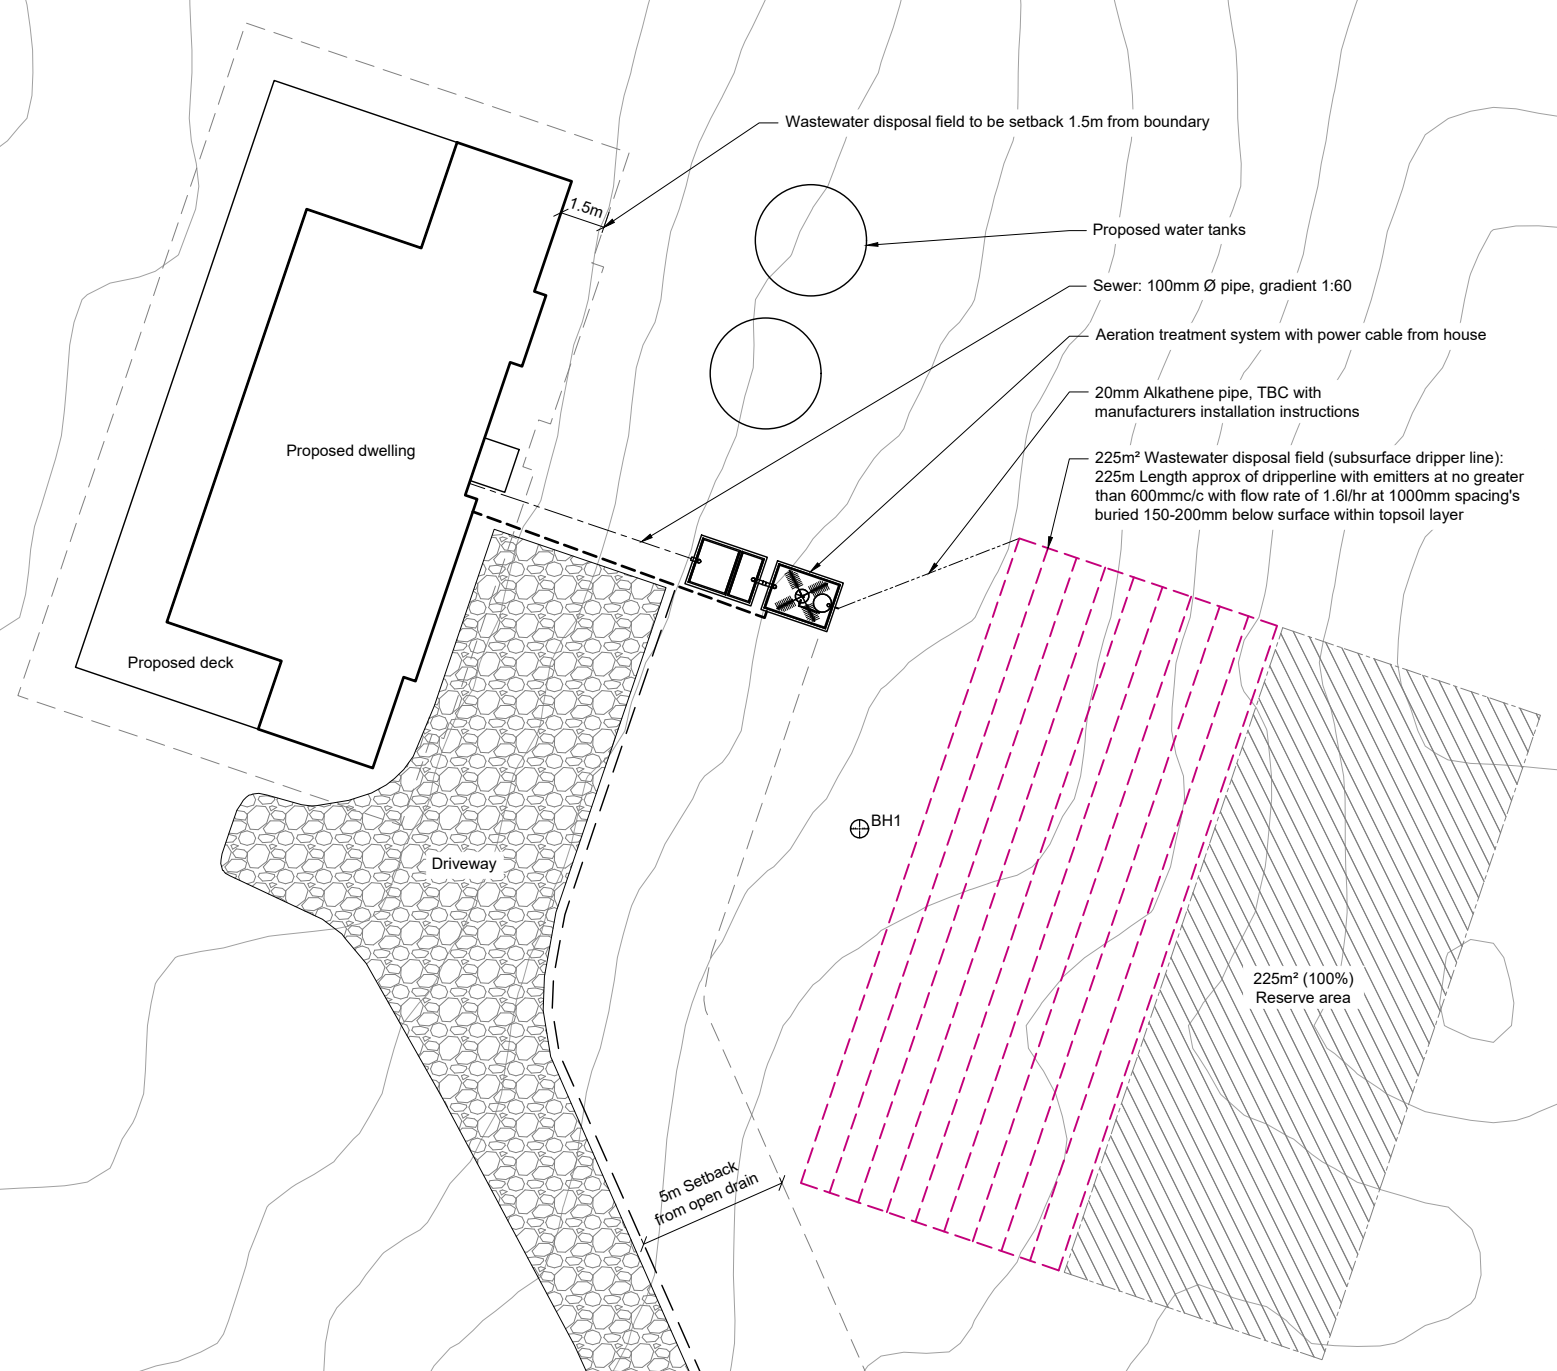 Wastewater disposal field to be setback 1.5m from boundary
1.5m
Proposed water tanks
Sewer: 100mm Ø pipe, gradient 1:60
Aeration treatment system with power cable from house
20mm Alkathene pipe, TBC with
manufacturers installation instructions
Proposed dwelling
225m² Wastewater disposal field (subsurface dripper line):
225m Length approx of dripperline with emitters at no greater
than 600mmc/c with flow rate of 1.6l/hr at 1000mm spacing's
buried 150-200mm below surface within topsoil layer
Proposed deck
BH1
Driveway
225m² (100%)
Reserve area
5m Setback
from open drain